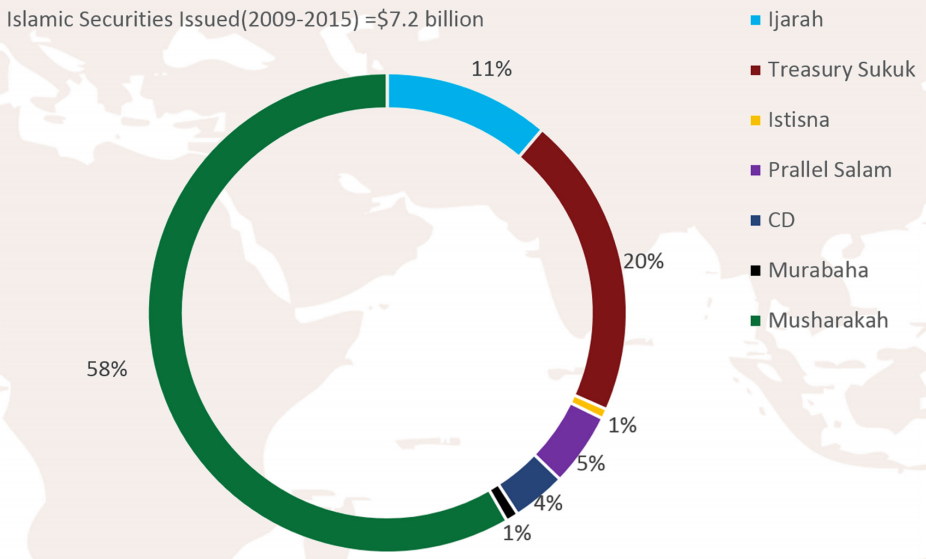 Islamic Securities Issued(2009-2015) =$7.2 billion
11%
20%
1%
5%
4%
1%
58%
Ijarah
Treasury Sukuk
Istisna
Prallel Salam
CD
Murabaha
Musharakah